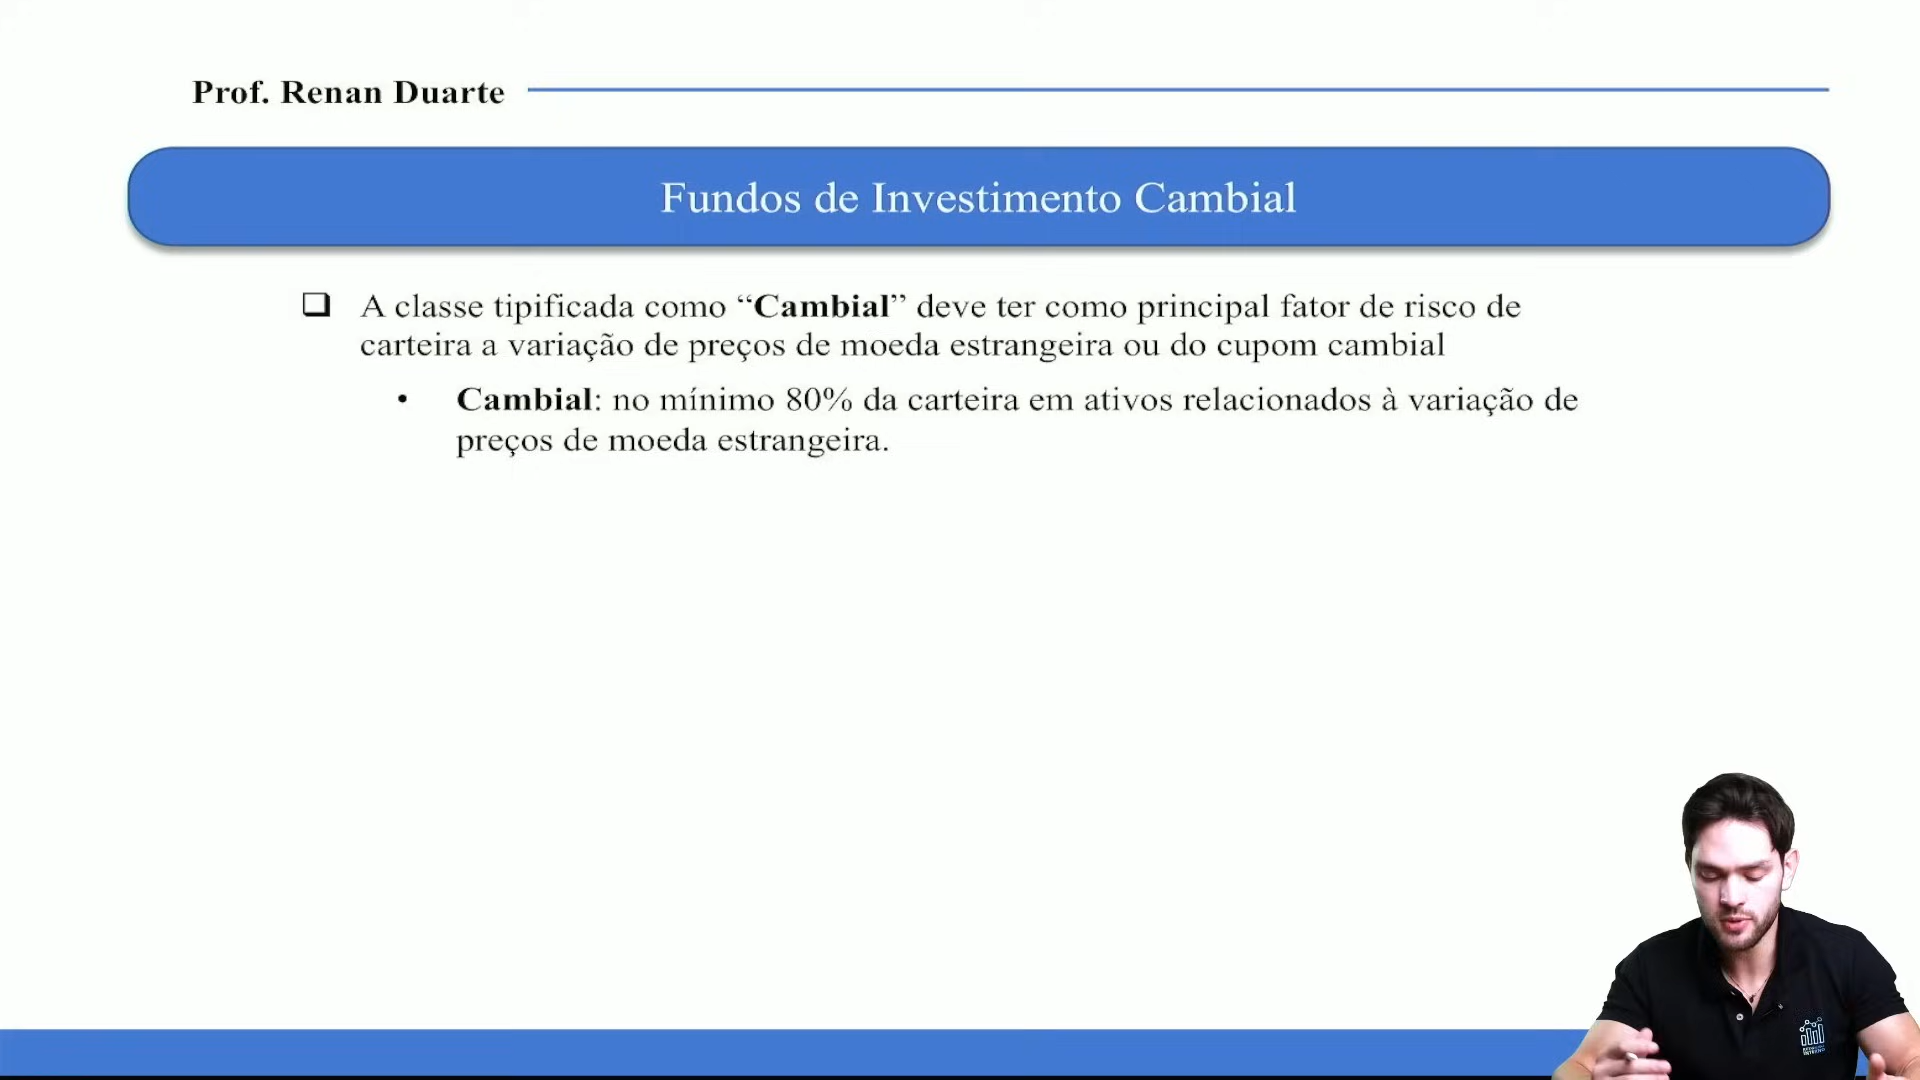 Prof. Renan Duarte
Fundos de Investimento Cambial
❑ A classe tipificada como “Cambial” deve ter como principal fator de risco de
carteira a variação de preços de moeda estrangeira ou do cupom cambial
• Cambial: no mínimo 80% da carteira em ativos relacionados à variação de
preços de moeda estrangeira.